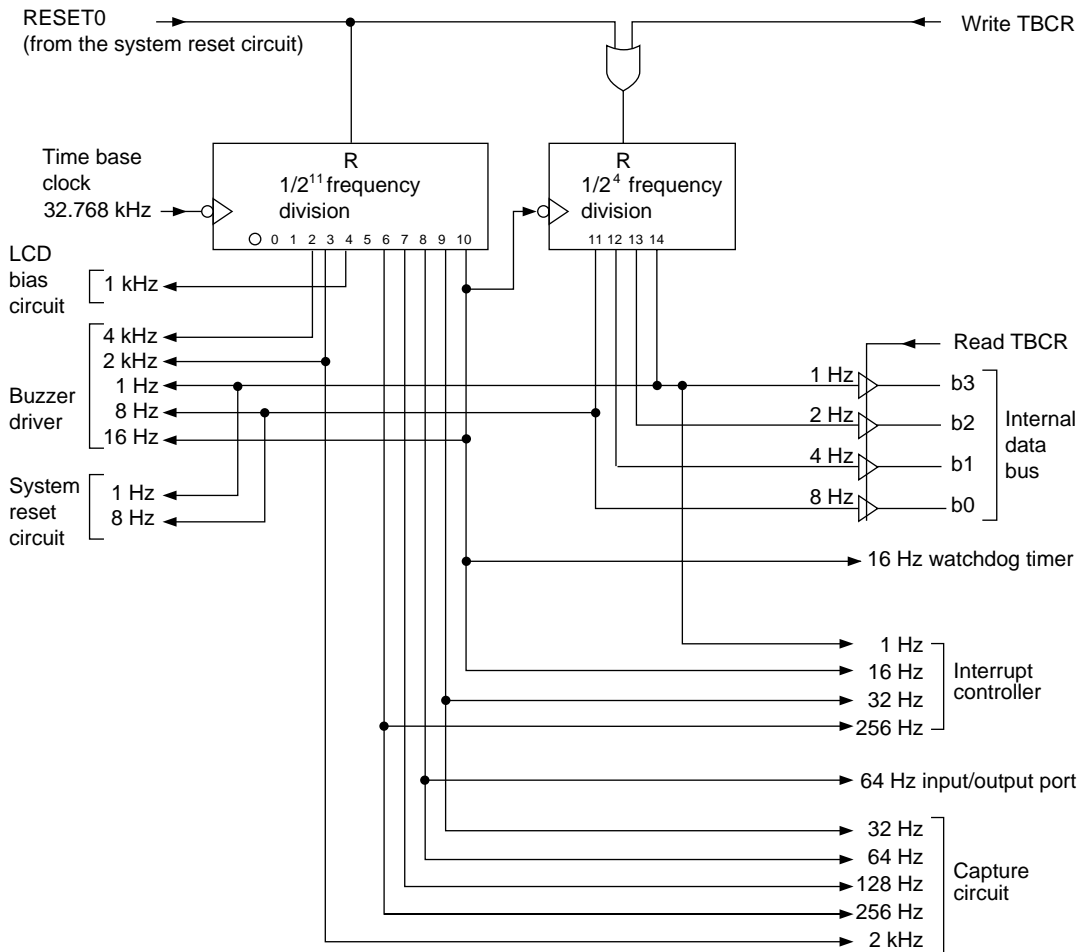 RESET0
(from the system reset circuit)
Write TBCR
Time base
clock
32.768 kHz
R
1/2¹¹ frequency
division
O 0 1 2 3 4 5 6 7 8 9 10
R
1/2⁴ frequency
division
11 12 13 14
LCD
bias
circuit
1 kHz
Buzzer
driver
4 kHz
2 kHz
1 Hz
8 Hz
16 Hz
System
reset
circuit
1 Hz
8 Hz
Read TBCR
1 Hz
b3
2 Hz
b2
4 Hz
b1
8 Hz
b0
Internal
data
bus
16 Hz watchdog timer
1 Hz
16 Hz
32 Hz
256 Hz
Interrupt
controller
64 Hz input/output port
32 Hz
64 Hz
128 Hz
256 Hz
2 kHz
Capture
circuit